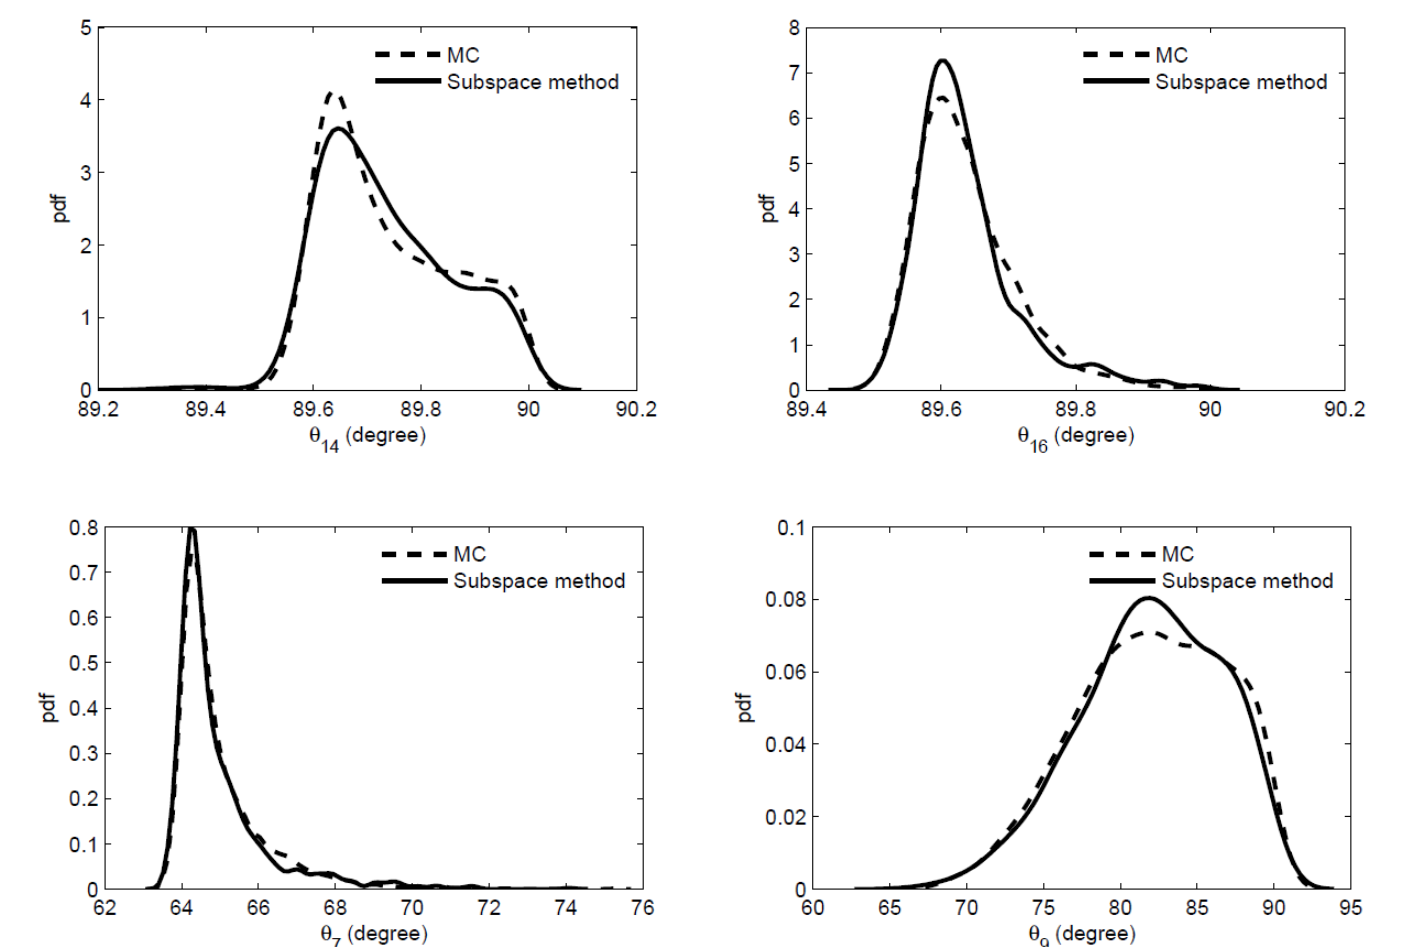 5
4
3
2
1
0
89.2 89.4 89.6 89.8 90 90.2
pdf
θ14 (degree)
MC
Subspace method
8
7
6
5
4
3
2
1
0
89.4 89.6 89.8 90 90.2
pdf
θ16 (degree)
MC
Subspace method
0.8
0.7
0.6
0.5
0.4
0.3
0.2
0.1
0
62 64 66 68 70 72 74 76
pdf
θ7 (degree)
MC
Subspace method
0.1
0.08
0.06
0.04
0.02
0
60 65 70 75 80 85 90 95
pdf
θ9 (degree)
MC
Subspace method